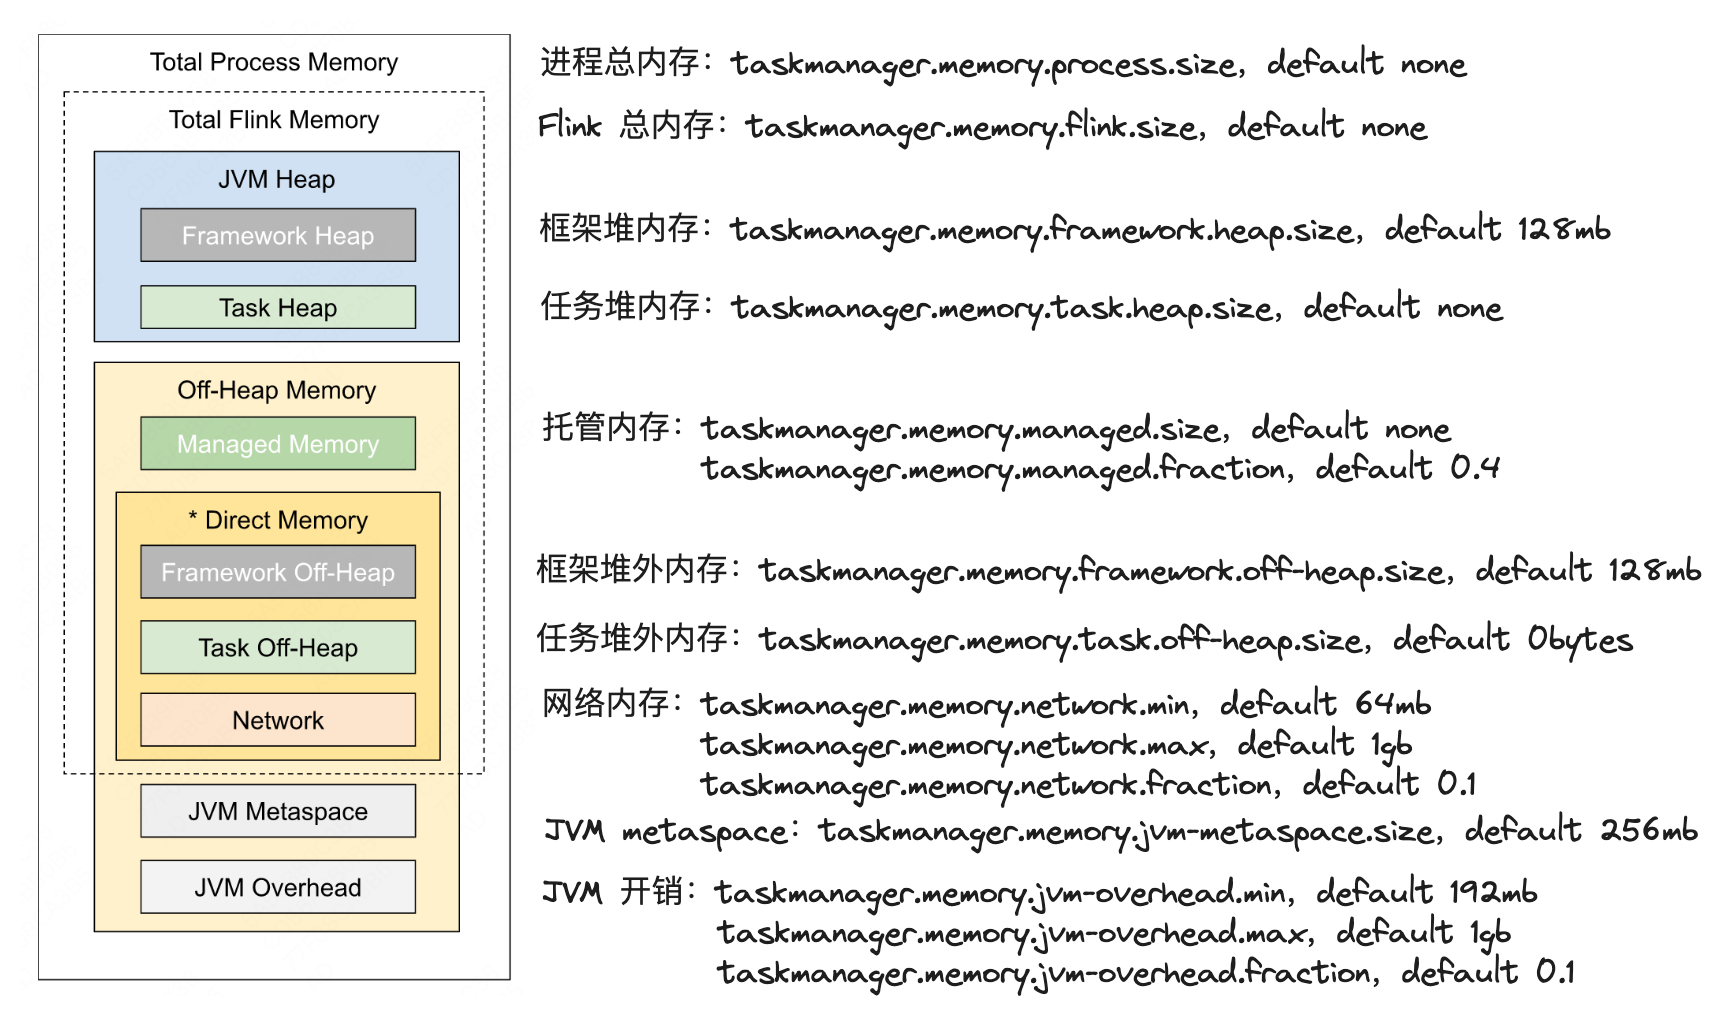 Total Process Memory
Total Flink Memory
JVM Heap
Framework Heap
Task Heap
Off-Heap Memory
Managed Memory
* Direct Memory
Framework Off-Heap
Task Off-Heap
Network
JVM Metaspace
JVM Overhead
进程总内存：taskmanager.memory.process.size, default none
Flink 总内存：taskmanager.memory.flink.size, default none
框架堆内存：taskmanager.memory.framework.heap.size, default 128mb
任务堆内存：taskmanager.memory.task.heap.size, default none
托管内存：taskmanager.memory.managed.size, default none
taskmanager.memory.managed.fraction, default 0.4
框架堆外内存：taskmanager.memory.framework.off-heap.size, default 128mb
任务堆外内存：taskmanager.memory.task.off-heap.size, default 0bytes
网络内存：taskmanager.memory.network.min, default 64mb
taskmanager.memory.network.max, default 1gb
taskmanager.memory.network.fraction, default 0.1
JVM metaspace：taskmanager.memory.jvm-metaspace.size, default 256mb
JVM 开销：taskmanager.memory.jvm-overhead.min, default 192mb
taskmanager.memory.jvm-overhead.max, default 1gb
taskmanager.memory.jvm-overhead.fraction, default 0.1